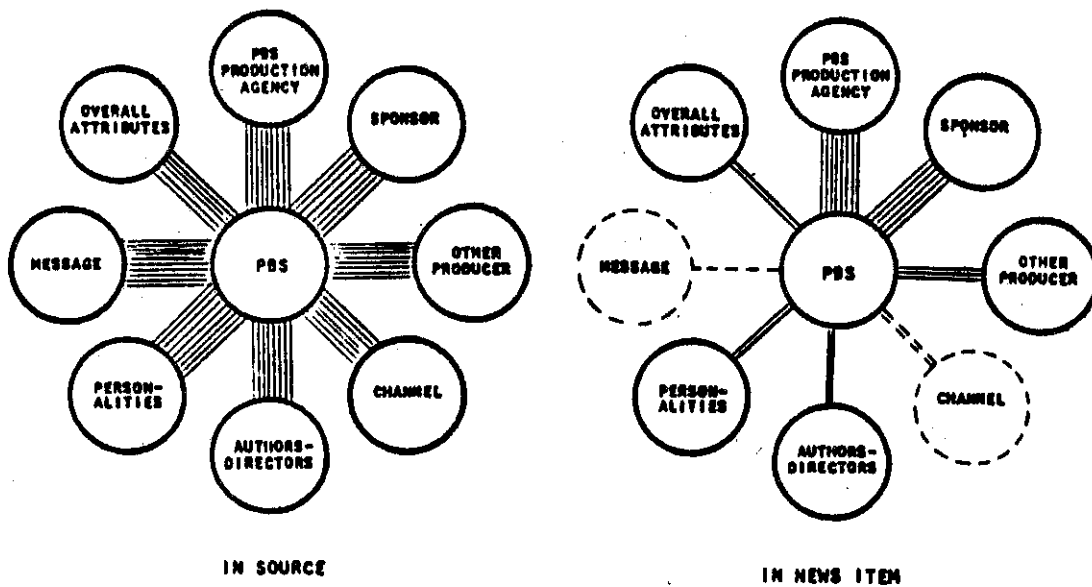 PBS
PRODUCTION
AGENCY
OVERALL
ATTRIBUTES
SPONSOR
MESSAGE
PBS
OTHER
PRODUCER
PERSON-
ALITIES
CHANNEL
AUTHORS-
DIRECTORS
IN SOURCE
PBS
PRODUCTION
AGENCY
OVERALL
ATTRIBUTES
SPONSOR
MESSAGE
PBS
OTHER
PRODUCER
PERSON-
ALITIES
CHANNEL
AUTHORS-
DIRECTORS
IN NEWS ITEM